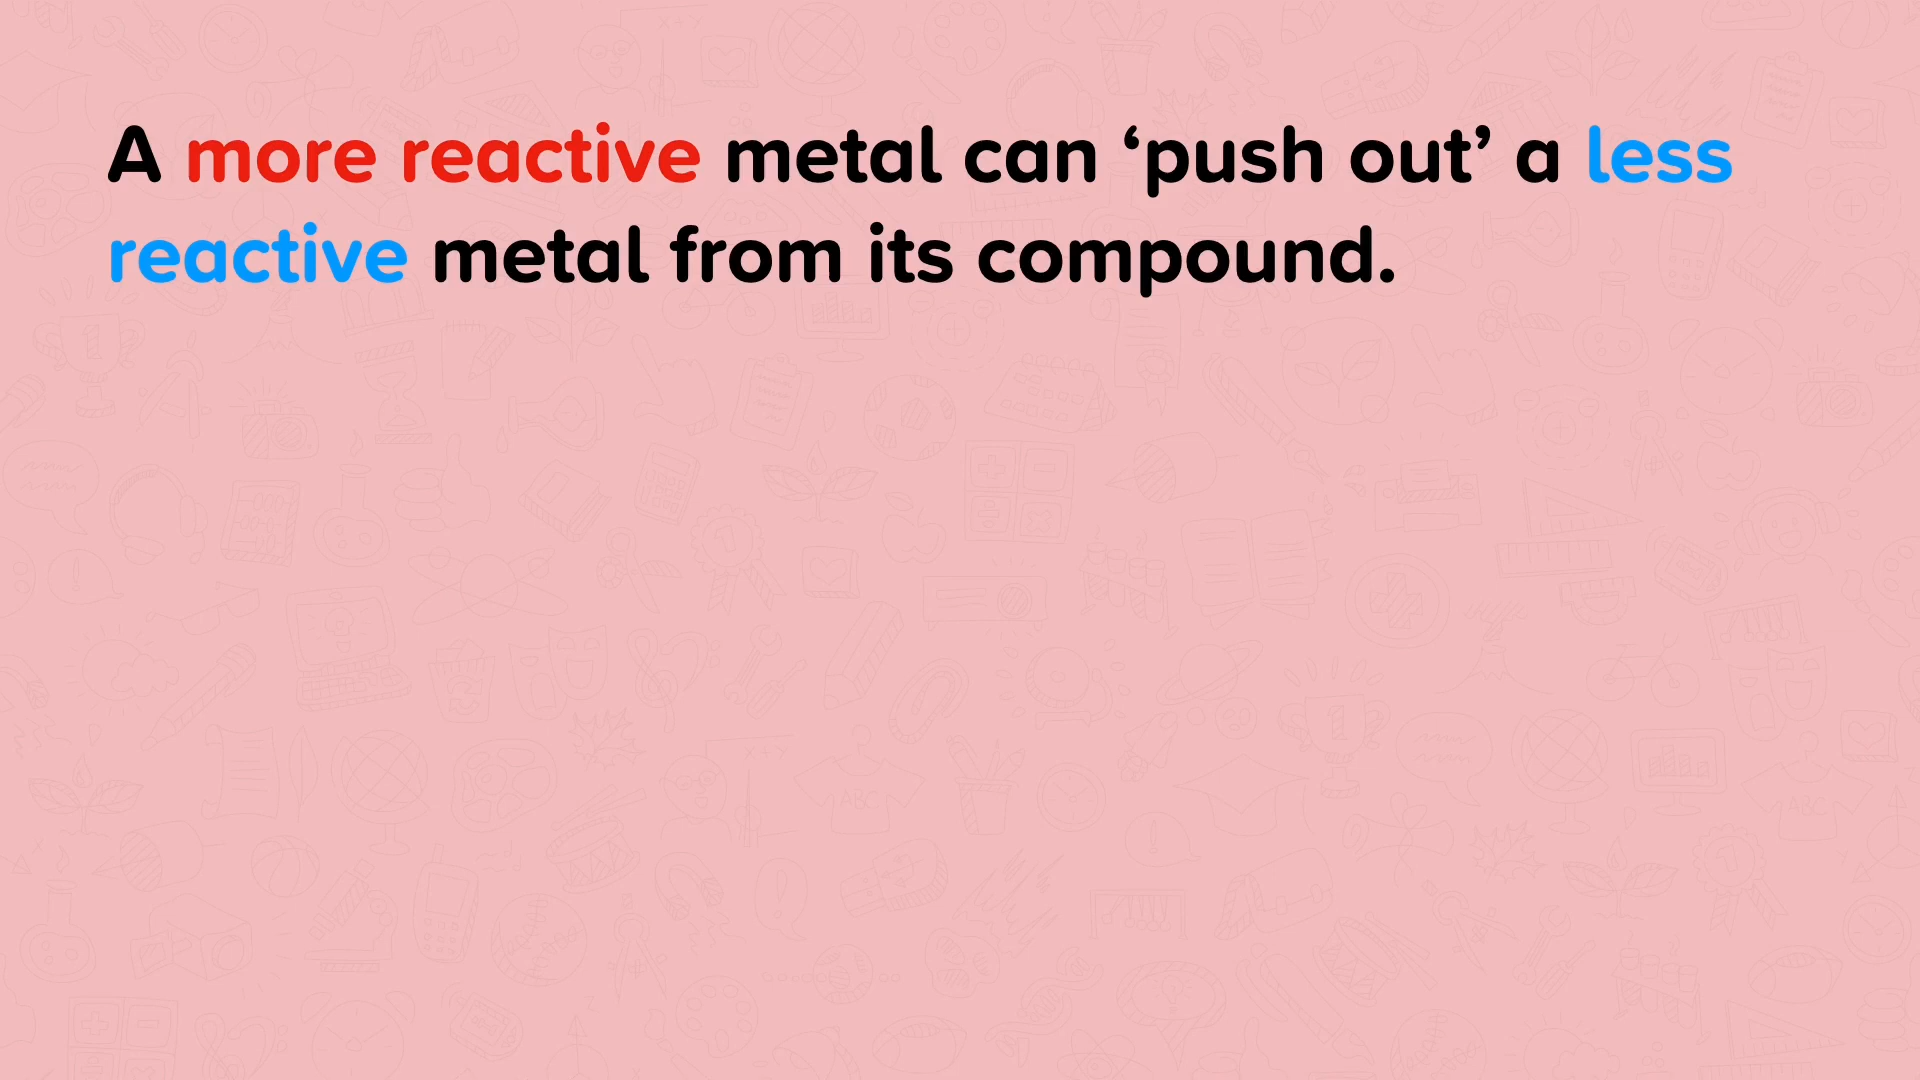 A more reactive metal can ‘push out’ a less
reactive metal from its compound.